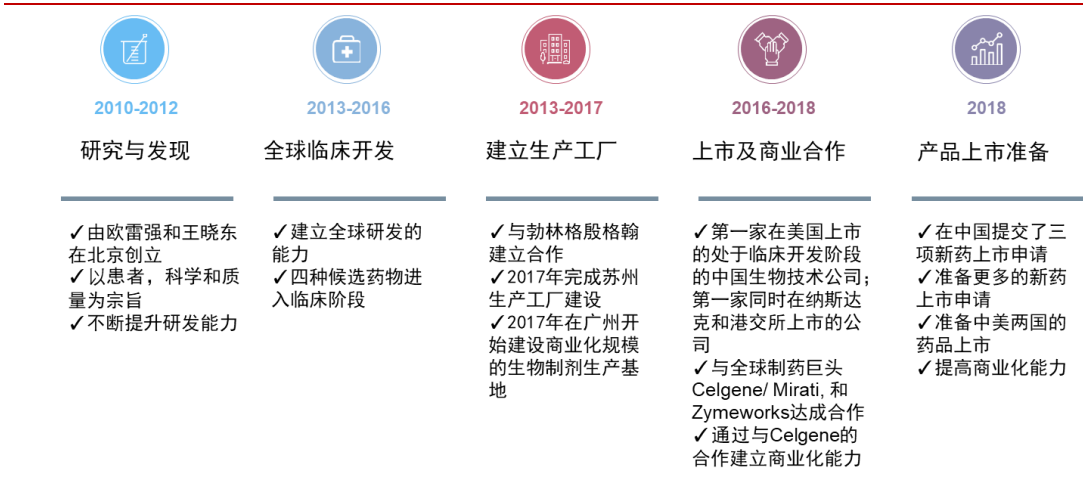 2010-2012
研究与发现
✓由欧雷强和王晓东
在北京创立
✓以患者，科学和质
量为宗旨
✓不断提升研发能力
2013-2016
全球临床开发
✓建立全球研发的
能力
✓四种候选药物进
入临床阶段
2013-2017
建立生产工厂
✓与勃林格殷格翰
建立合作
✓2017年完成苏州
生产工厂建设
✓2017年在广州开
始建设商业化规模
的生物制剂生产基
地
2016-2018
上市及商业合作
✓第一家在美国上市
的处于临床开发阶段
的中国生物技术公司；
第一家同时在纳斯达
克和港交所上市的公
司
✓与全球制药巨头
Celgene/ Mirati, 和
Zymeworks达成合作
✓通过与Celgene的
合作建立商业化能力
2018
产品上市准备
✓在中国提交了三
项新药上市申请
✓准备更多的新药
上市申请
✓准备中美两国的
药品上市
✓提高商业化能力